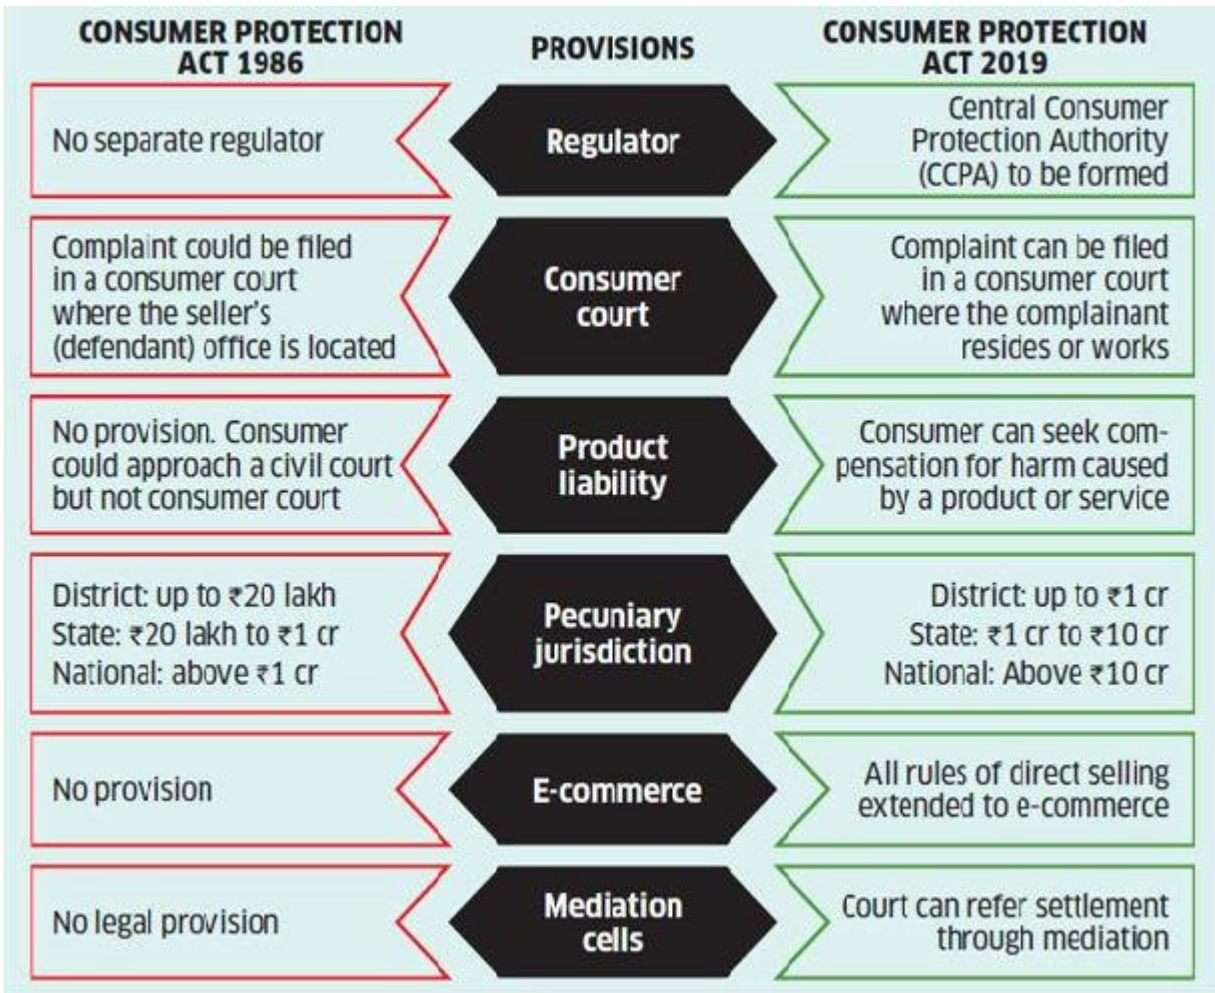 CONSUMER PROTECTION
ACT 1986
PROVISIONS
CONSUMER PROTECTION
ACT 2019
No separate regulator
Regulator
Central Consumer
Protection Authority
(CCPA) to be formed
Complaint could be filed
in a consumer court
where the seller's
(defendant) office is located
Consumer
court
Complaint can be filed
in a consumer court
where the complainant
resides or works
No provision. Consumer
could approach a civil court
but not consumer court
Product
liability
Consumer can seek com-
pensation for harm caused
by a product or service
District: up to ₹20 lakh
State: ₹20 lakh to ₹1 cr
National: above ₹1 cr
Pecuniary
jurisdiction
District: up to ₹1 cr
State: ₹1 cr to ₹10 cr
National: Above ₹10 cr
No provision
E-commerce
All rules of direct selling
extended to e-commerce
No legal provision
Mediation
cells
Court can refer settlement
through mediation